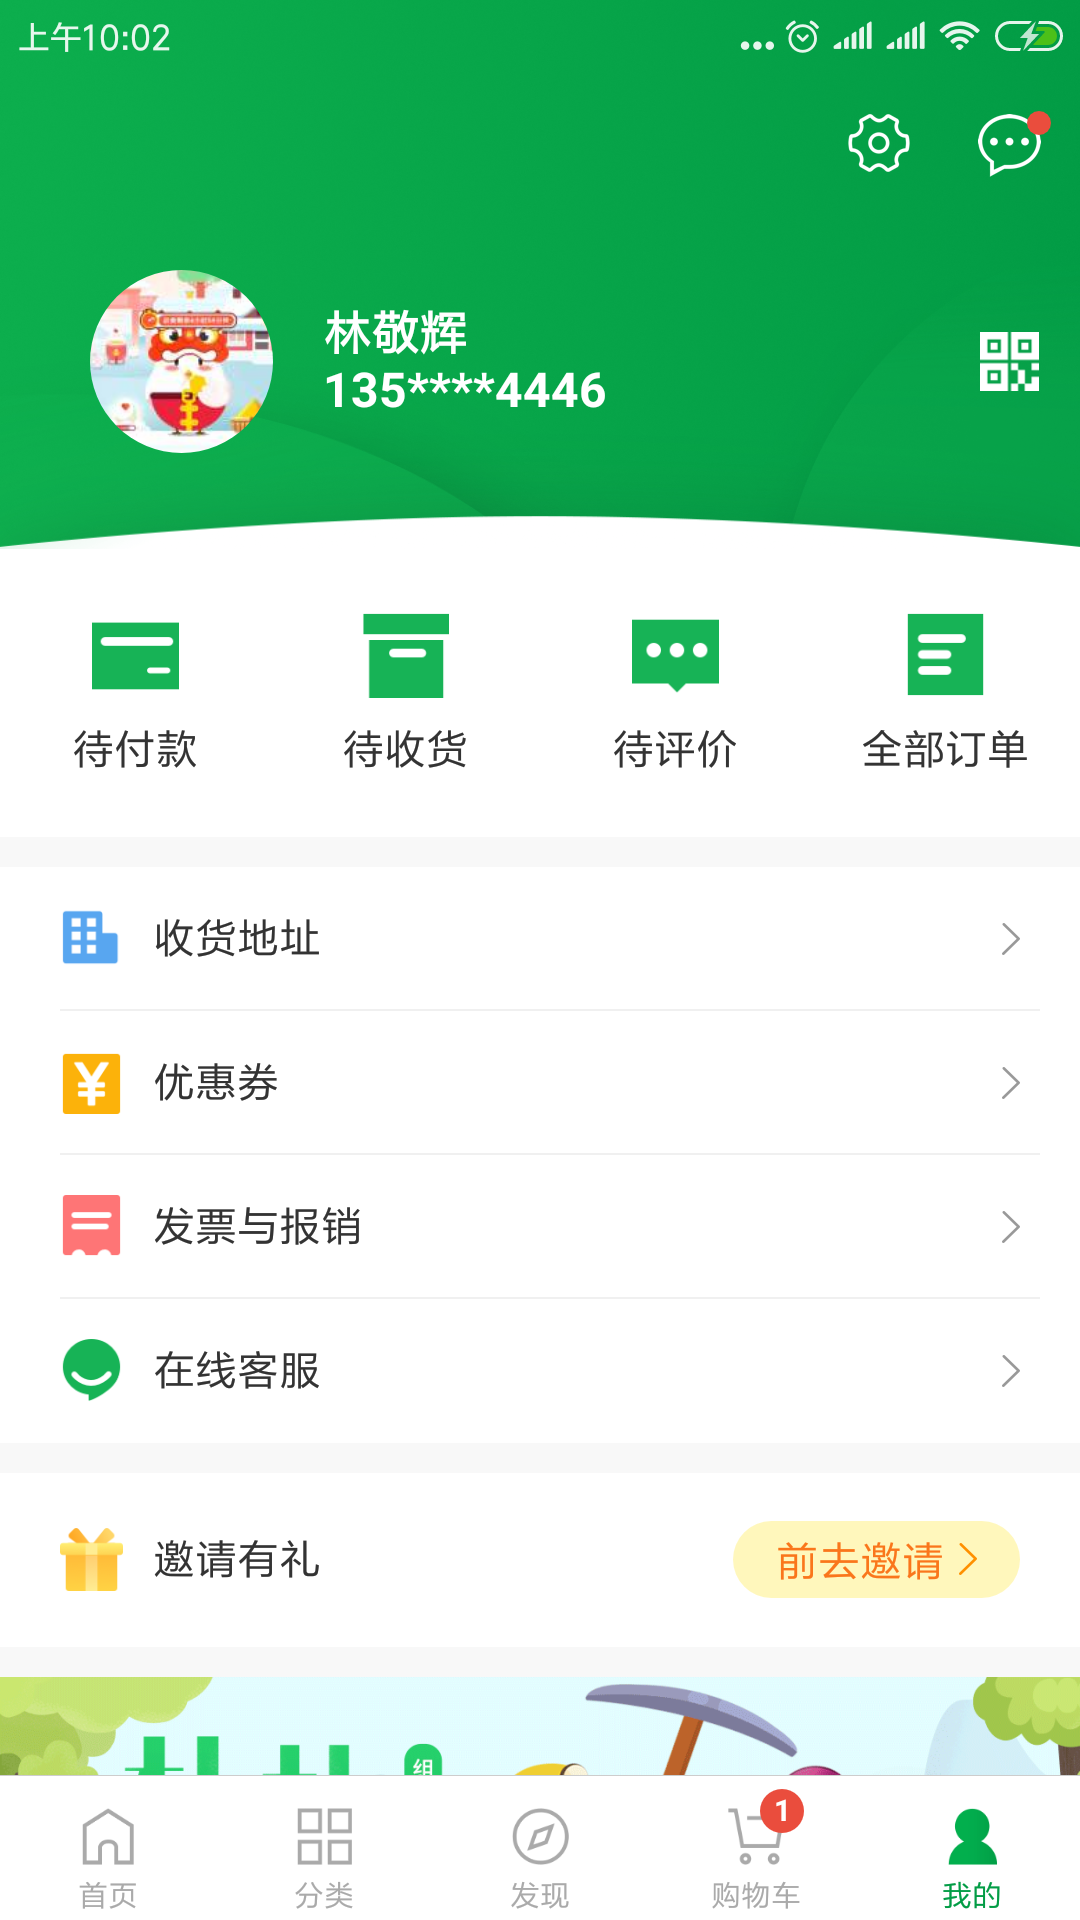 上午10:02
林敬辉
135****4446
待付款
待收货
待评价
全部订单
收货地址
优惠券
发票与报销
在线客服
邀请有礼
前去邀请
组
1
首页
分类
发现
购物车
我的